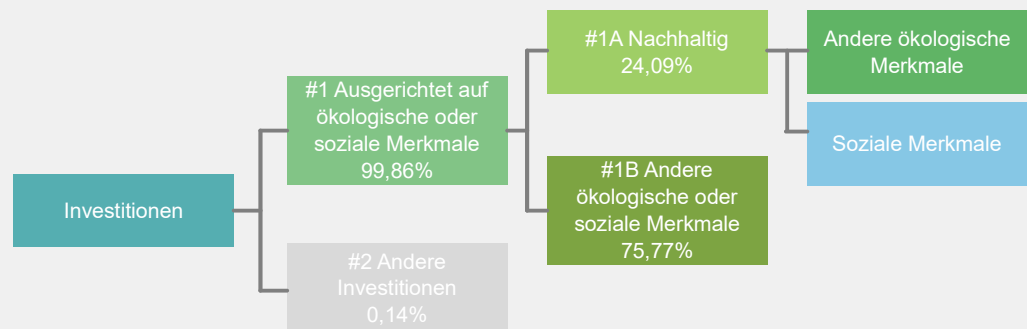 Investitionen
#1 Ausgerichtet auf
ökologische oder
soziale Merkmale
99,86%
#2 Andere
Investitionen
0,14%
#1A Nachhaltig
24,09%
#1B Andere
ökologische oder
soziale Merkmale
75,77%
Andere ökologische
Merkmale
Soziale Merkmale